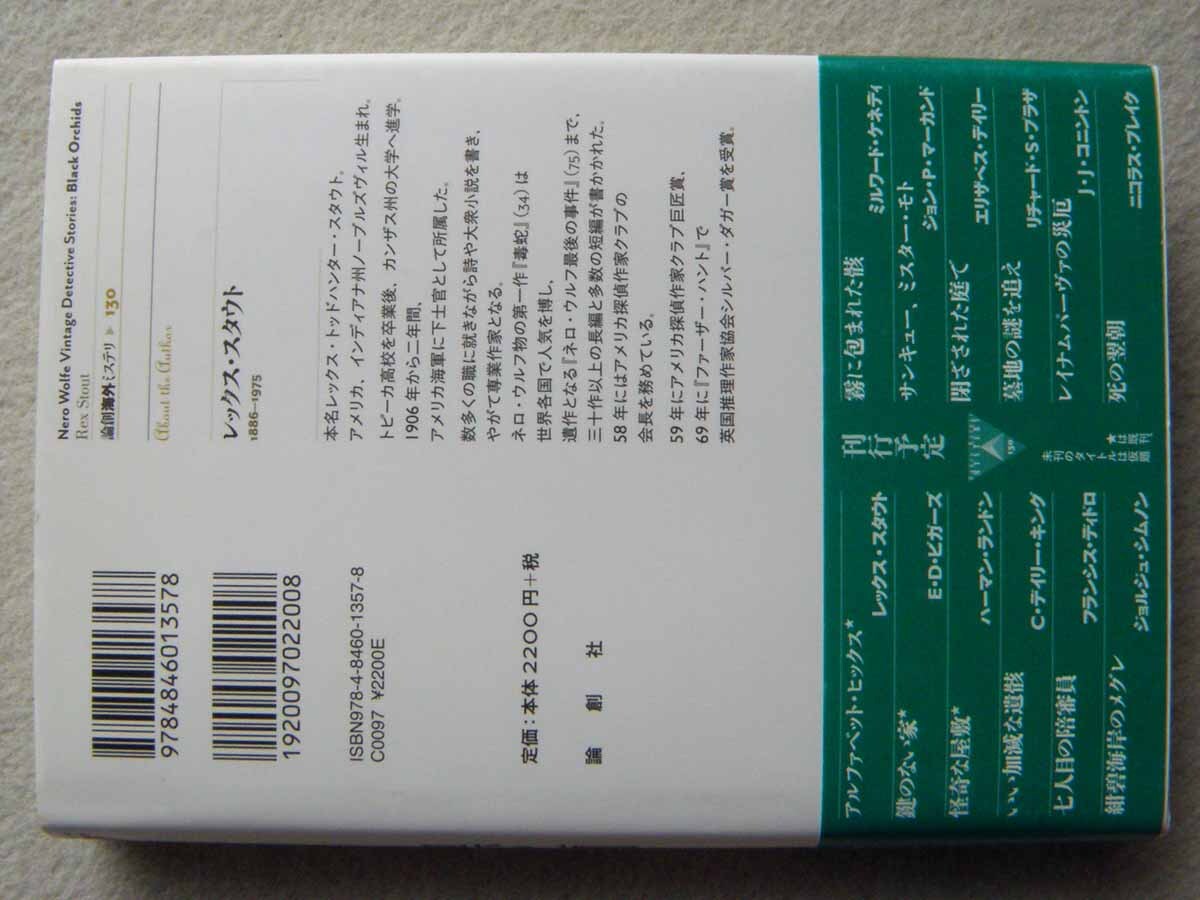 Nero Wolfe Vintage Detective Stories: Black Orchids
Rex Stout
論創海外ミステリ▶130
About the Author
レックス・スタウト
1886–1975
本名レックス・トッドハンター・スタウト。
アメリカ、インディアナ州ノーブルズヴィル生まれ。
トピーカ高校を卒業後、カンザス州の大学へ進学。
1906年から二年間、
アメリカ海軍に下士官として所属した。
数多くの職に就きながら詩や大衆小説を書き、
やがて専業作家となる。
ネロ・ウルフ物の第一作『毒蛇』(34)は
世界各国で人気を博し、
遺作となる『ネロ・ウルフ最後の事件』(75)まで、
三十作以上の長編と多数の短編が書かれた。
58年にはアメリカ探偵作家クラブの
会長を務めている。
59年にアメリカ探偵作家クラブ巨匠賞、
69年に『ファーザー・ハント』で
英国推理作家協会シルバー・ダガー賞を受賞。
9784846013578
1920097022008
ISBN978-4-8460-1357-8
C0097 ¥2200E
定価：本体2200円＋税
論創社
アルファベット・ヒックス★
レックス・スタウト
鍵のない家★
E・D・ビガーズ
怪奇な屋敷★
ハーマン・ランドン
いい加減な遺骸
C・デイリー・キング
七人目の陪審員
フランシス・ディドロ
紺碧海岸のメグレ
ジョルジュ・シムノン
刊行予定
130
★は既刊
未刊のタイトルは仮題
霧に包まれた骸
ミルワード・ケネディ
サンキュー、ミスター・モト
ジョン・P・マーカンド
閉ざされた庭で
エリザベス・デイリー
墓地の謎を追え
リチャード・S・プラザ
レイナムパーヴァの災厄
J・J・コニントン
死の翌朝
ニコラス・ブレイク